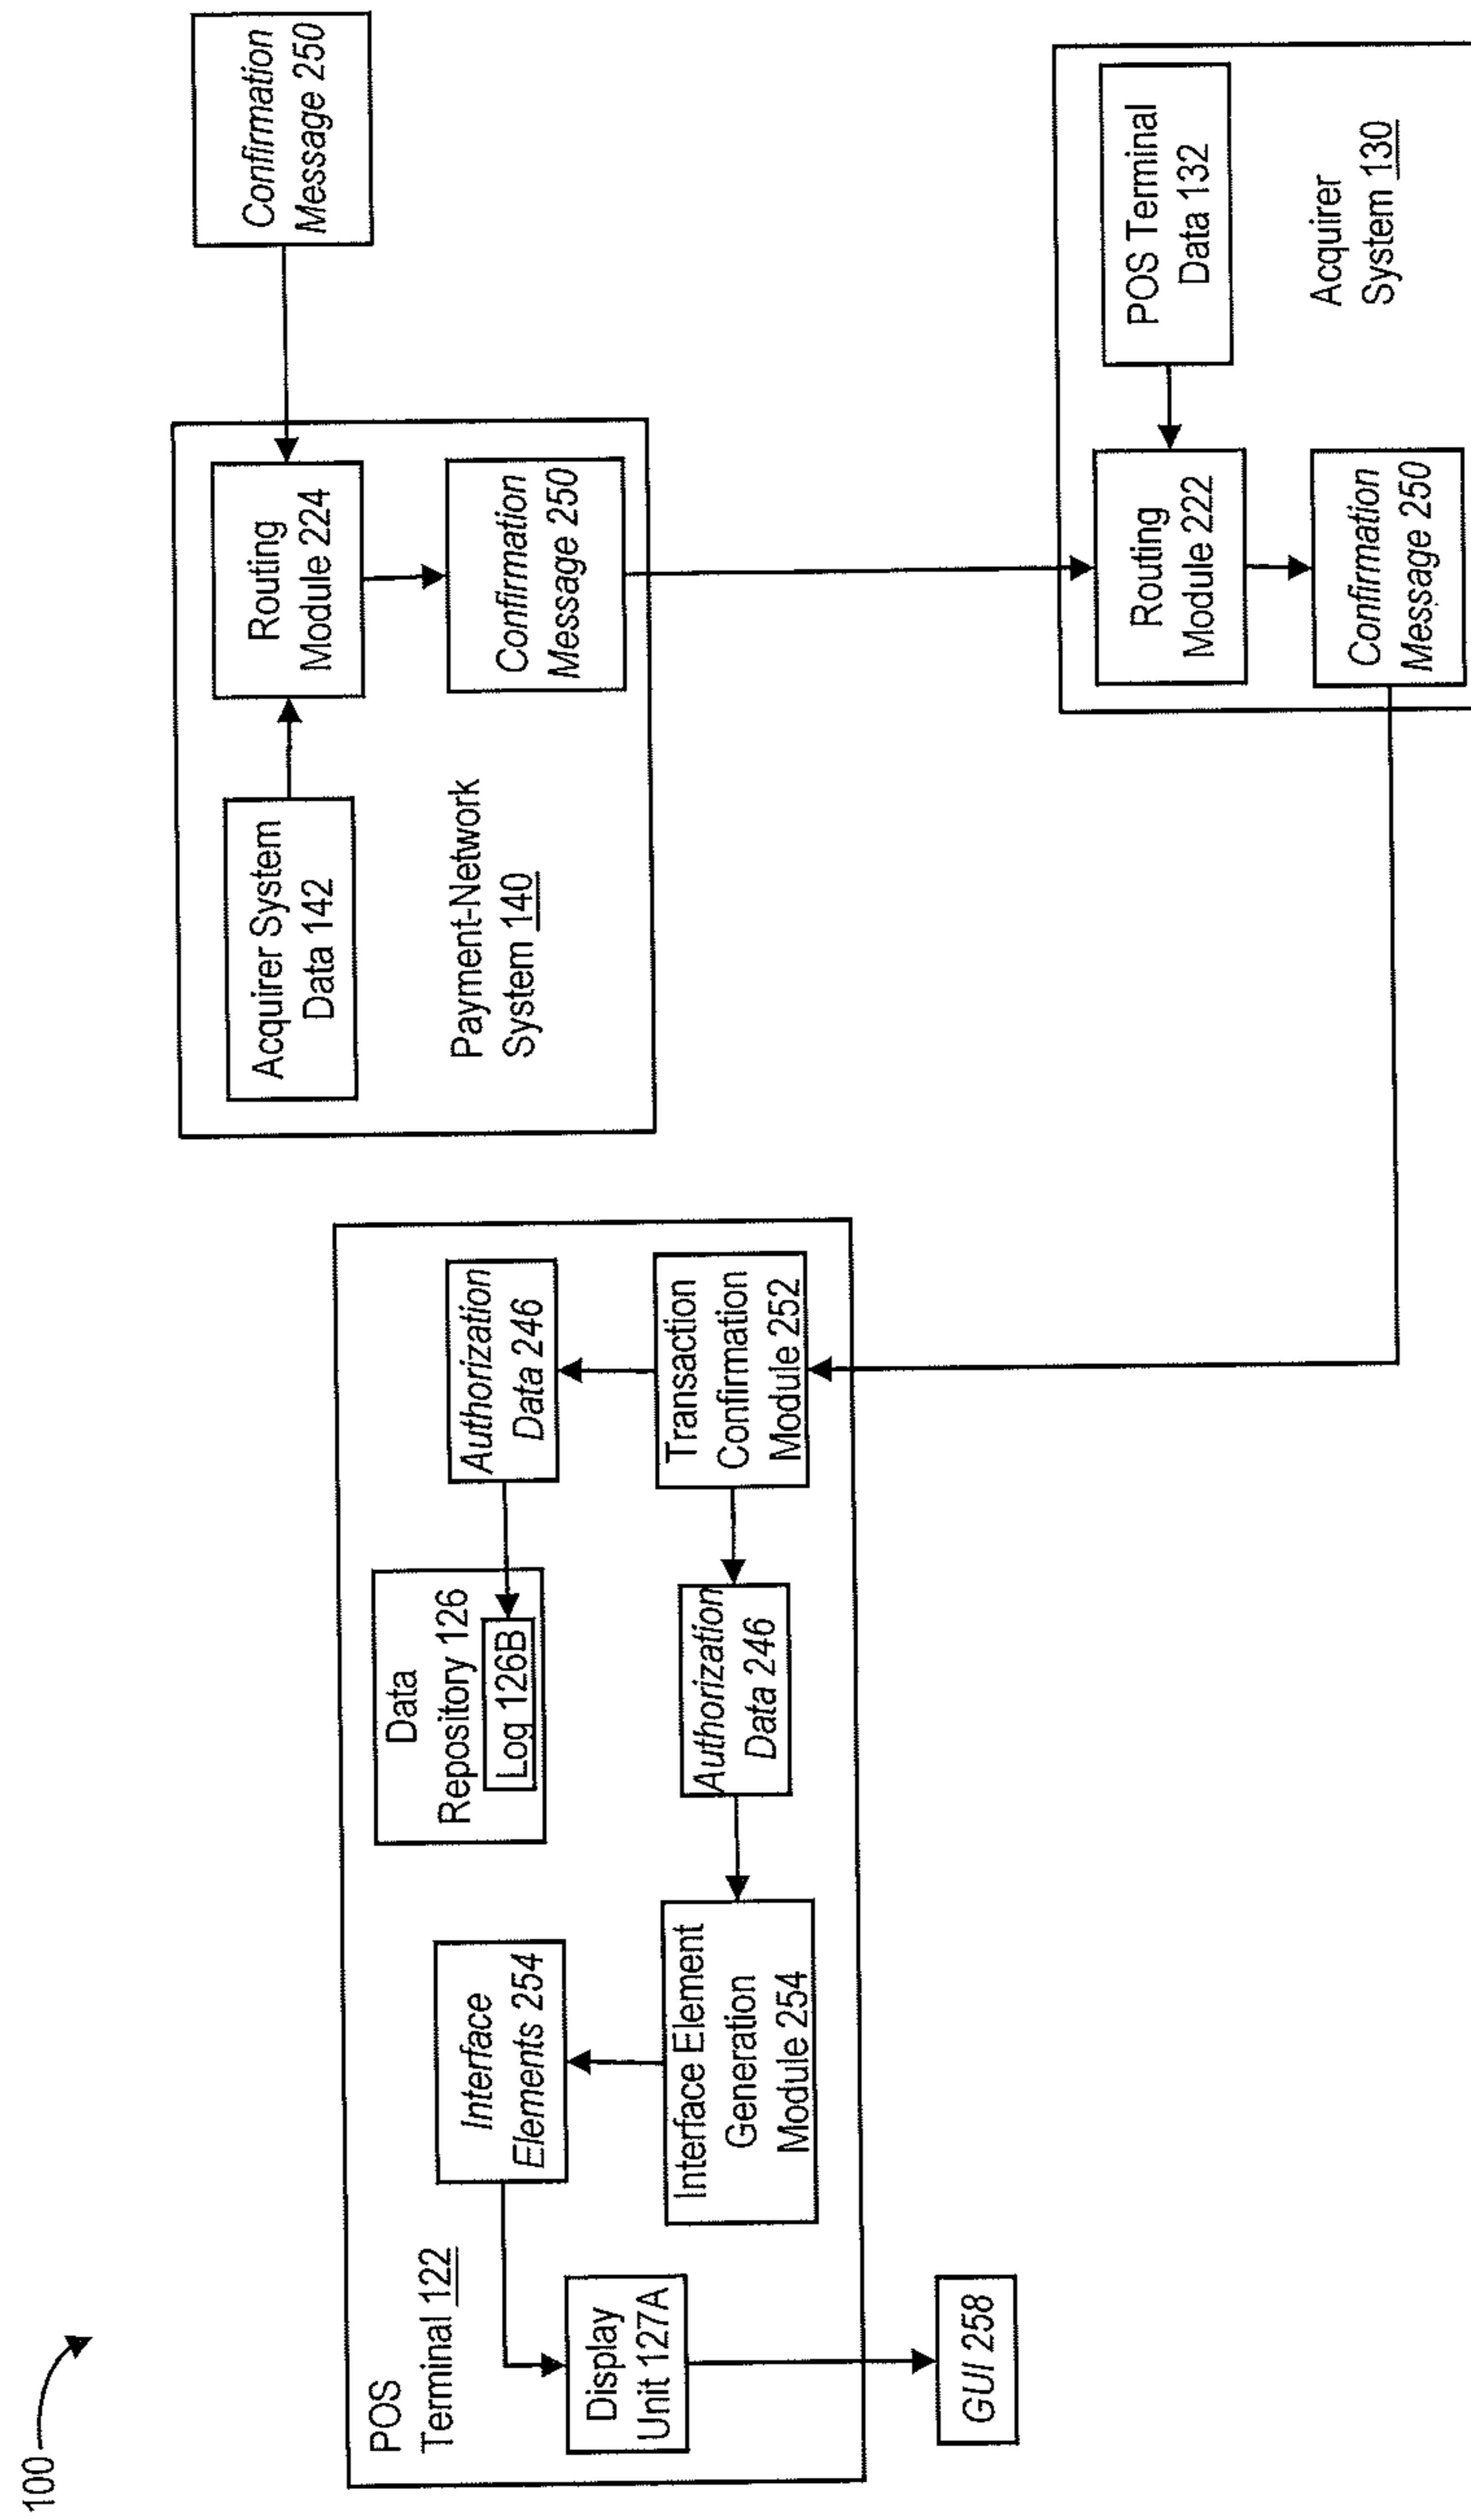 100
POS
Terminal 122
Display
Unit 127A
GUI 258
Interface
Elements 254
Interface Element
Generation
Module 254
Data
Repository 126
Log 126B
Authorization
Data 246
Authorization
Data 246
Transaction
Confirmation
Module 252
Acquirer System
Data 142
Payment-Network
System 140
Routing
Module 224
Confirmation
Message 250
Confirmation
Message 250
Routing
Module 222
Confirmation
Message 250
POS Terminal
Data 132
Acquirer
System 130